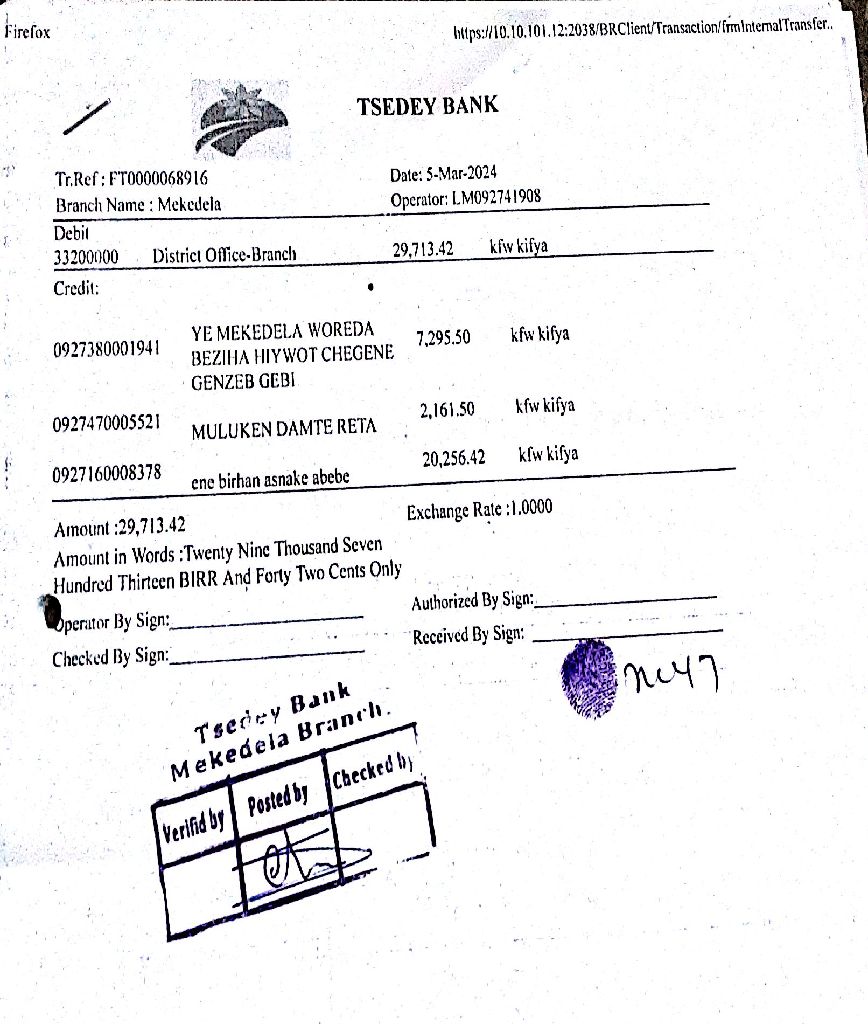 Firefox https://10.10.101.12:2038/BRClient/Transaction/frmInternalTransfer..
TSEDEY BANK
Tr.Ref : FT0000068916 Date: 5-Mar-2024
Branch Name : Mekedela Operator: LM092741908
Debit
33200000 District Office-Branch 29,713.42 kfw kifya
Credit:
0927380001941 YE MEKEDELA WOREDA 7,295.50 kfw kifya
BEZIHA HIYWOT CHEGENE
GENZEB GEBI
0927470005521 MULUKEN DAMTE RETA 2,161.50 kfw kifya
0927160008378 ene birhan asnake abebe 20,256.42 kfw kifya
Amount :29,713.42 Exchange Rate :1.0000
Amount in Words :Twenty Nine Thousand Seven
Hundred Thirteen BIRR And Forty Two Cents Only
Operator By Sign: Authorized By Sign:
Checked By Sign: Received By Sign:
Tsedey Bank
Mekedela Branch.
Verifid by Posted by Checked by